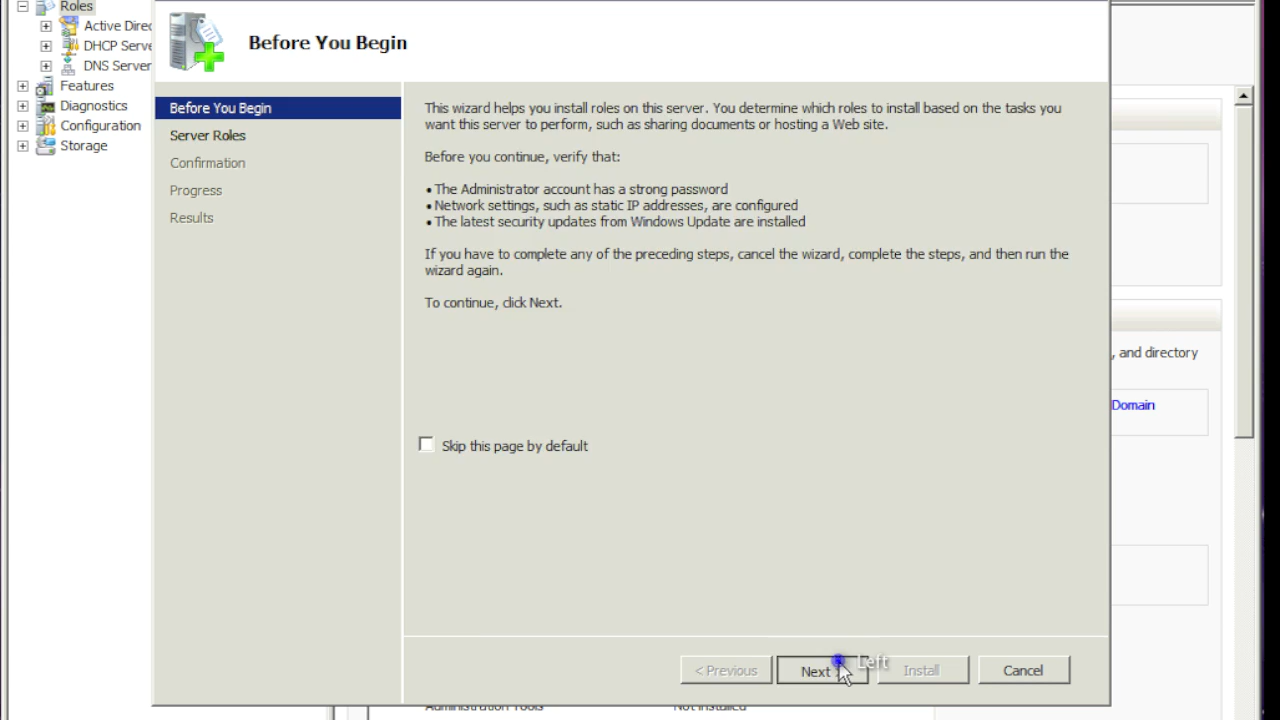 Roles
Active Direc
DHCP Serve
DNS Server
Features
Diagnostics
Configuration
Storage
Before You Begin
Before You Begin
Server Roles
Confirmation
Progress
Results
This wizard helps you install roles on this server. You determine which roles to install based on the tasks you
want this server to perform, such as sharing documents or hosting a Web site.
Before you continue, verify that:
• The Administrator account has a strong password
• Network settings, such as static IP addresses, are configured
• The latest security updates from Windows Update are installed
If you have to complete any of the preceding steps, cancel the wizard, complete the steps, and then run the
wizard again.
To continue, click Next.
Skip this page by default
, and directory
Domain
< Previous
Next
Left
Install
Cancel
Administration Tools
Not Installed